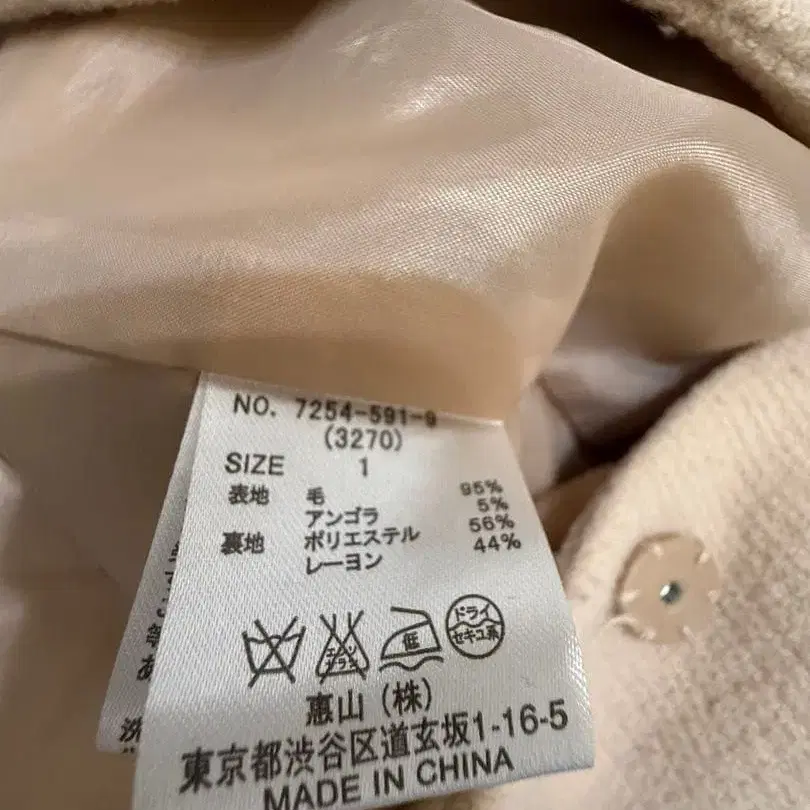 NO. 7254-591-9
(3270)
SIZE 1
表地 毛 95%
アンゴラ 5%
裏地 ポリエステル 56%
レーヨン 44%
エンソ
サラシ
低
ドライ
セキユ系
惠山(株)
東京都渋谷区道玄坂1-16-5
MADE IN CHINA
等
あ
洗